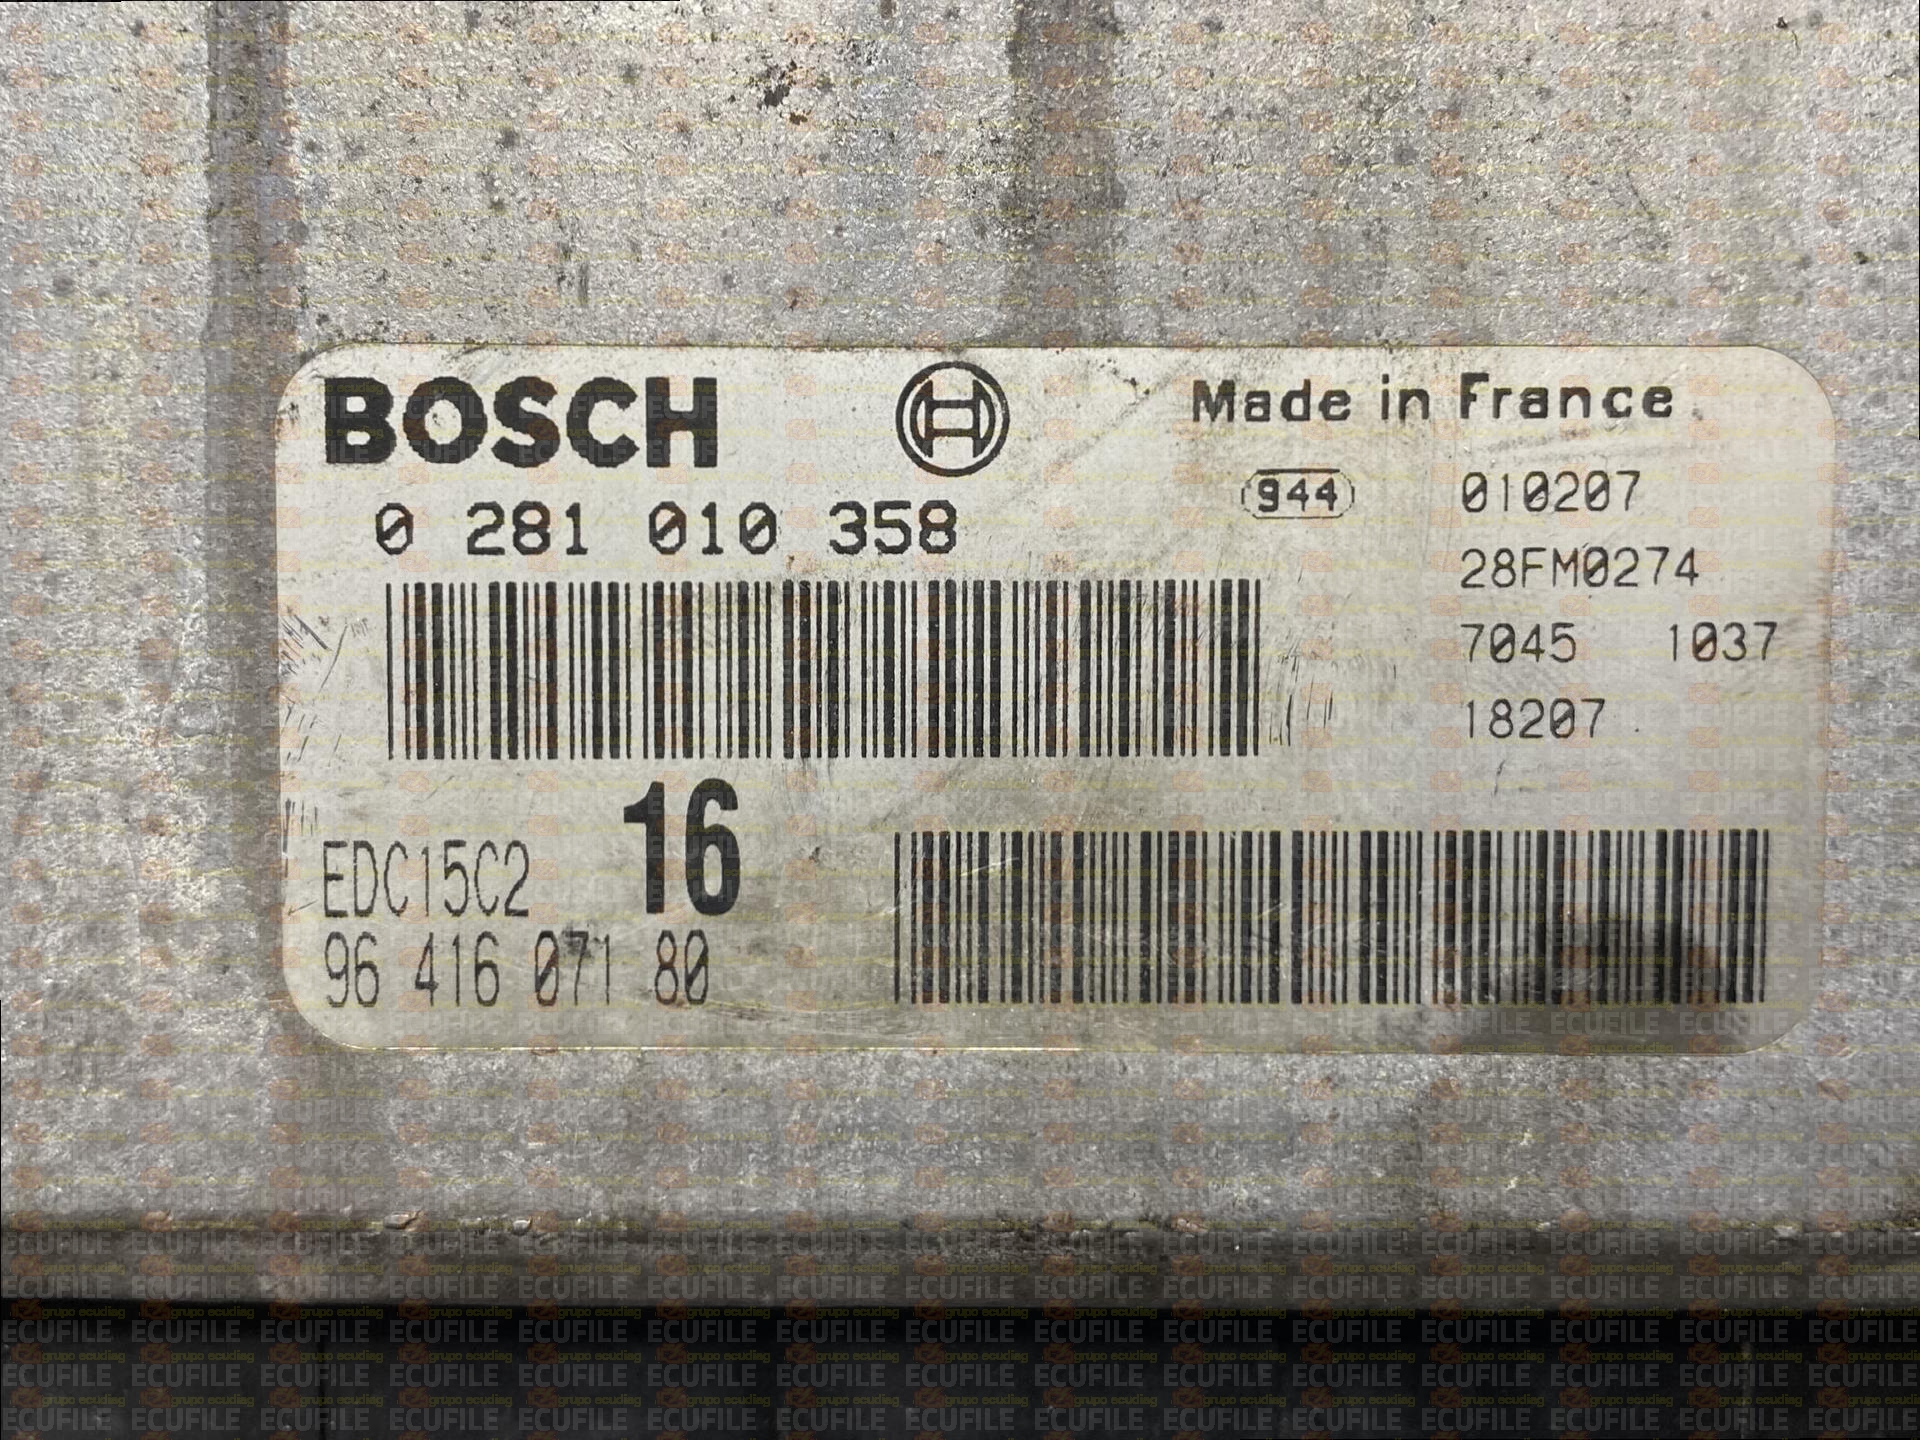 BOSCH
Made in France
0 281 010 358
944
010207
28FM0274
7045 1037
18207
16
EDC15C2
96 416 071 80
grupo ecudiag
ECUFILE